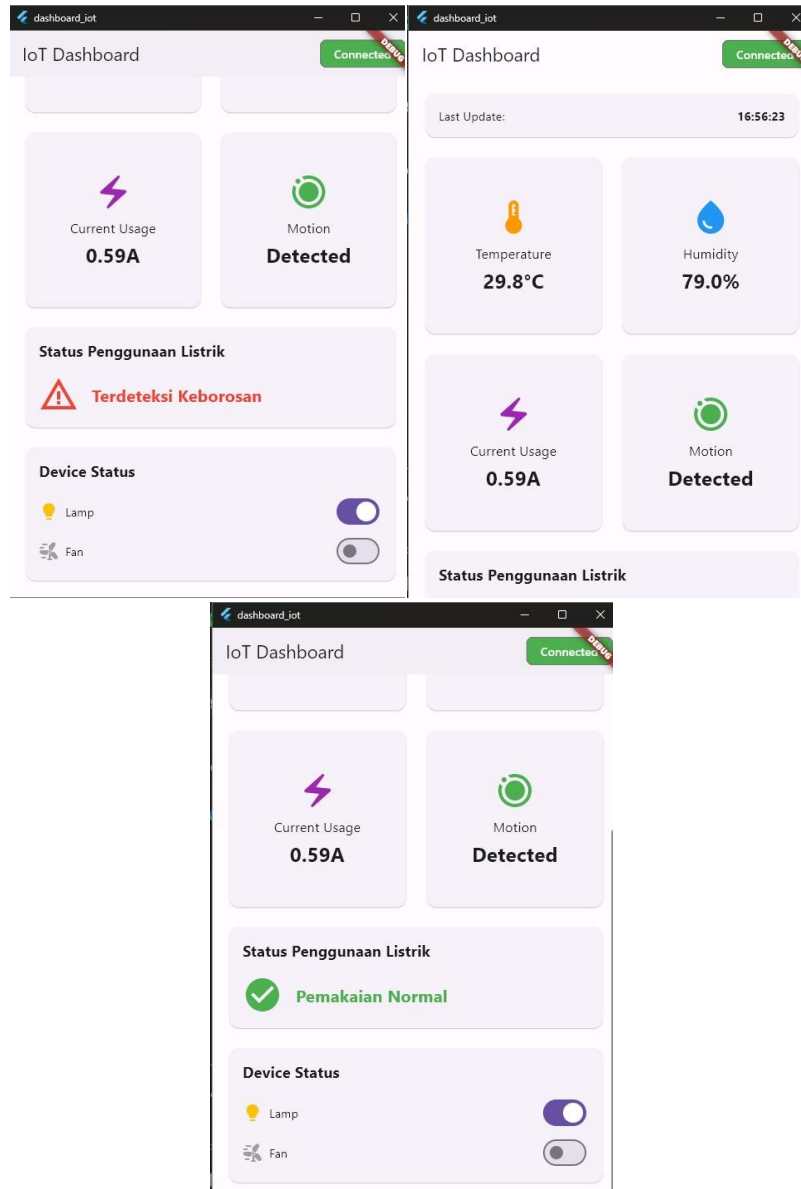 dashboard_iot
IoT Dashboard
Connected
DEBUG
Current Usage
0.59A
Motion
Detected
Status Penggunaan Listrik
Terdeteksi Keborosan
Device Status
Lamp
Fan
dashboard_iot
IoT Dashboard
Connected
DEBUG
Last Update:
16:56:23
Temperature
29.8°C
Humidity
79.0%
Current Usage
0.59A
Motion
Detected
Status Penggunaan Listrik
dashboard_iot
IoT Dashboard
Connected
DEBUG
Current Usage
0.59A
Motion
Detected
Status Penggunaan Listrik
Pemakaian Normal
Device Status
Lamp
Fan